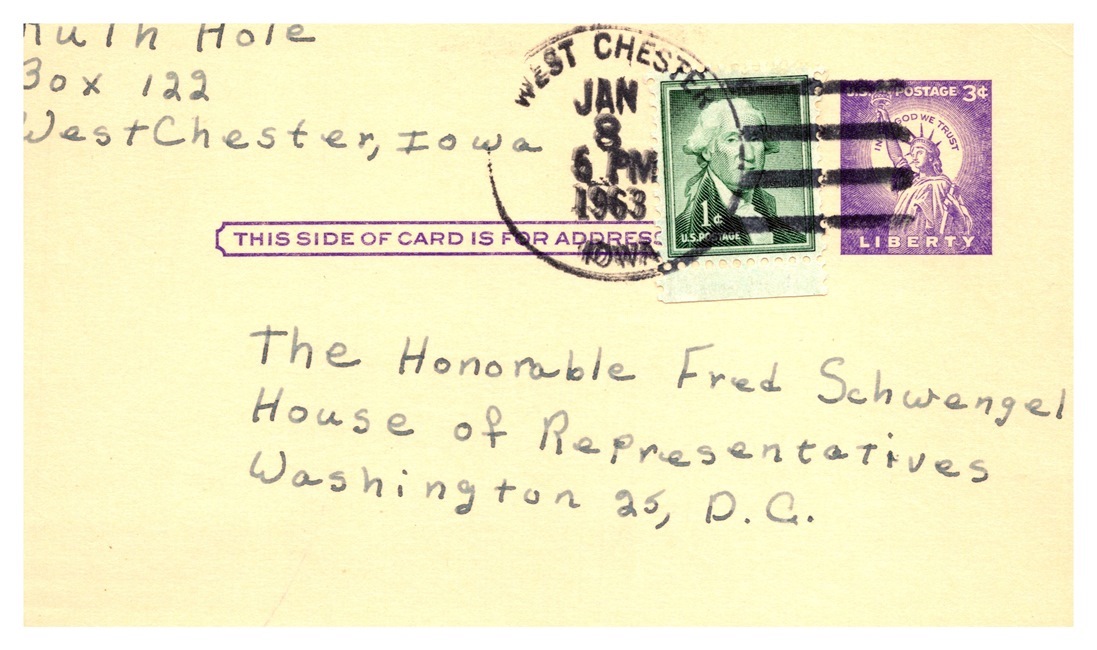 Ruth Hole
Box 122
WestChester, Iowa
WEST CHESTER
JAN
8
6 PM
1963
IOWA
1¢
U.S. POSTAGE
U.S. POSTAGE 3¢
IN GOD WE TRUST
LIBERTY
THIS SIDE OF CARD IS FOR ADDRESS
The Honorable Fred Schwengel
House of Representatives
Washington 25, D.C.